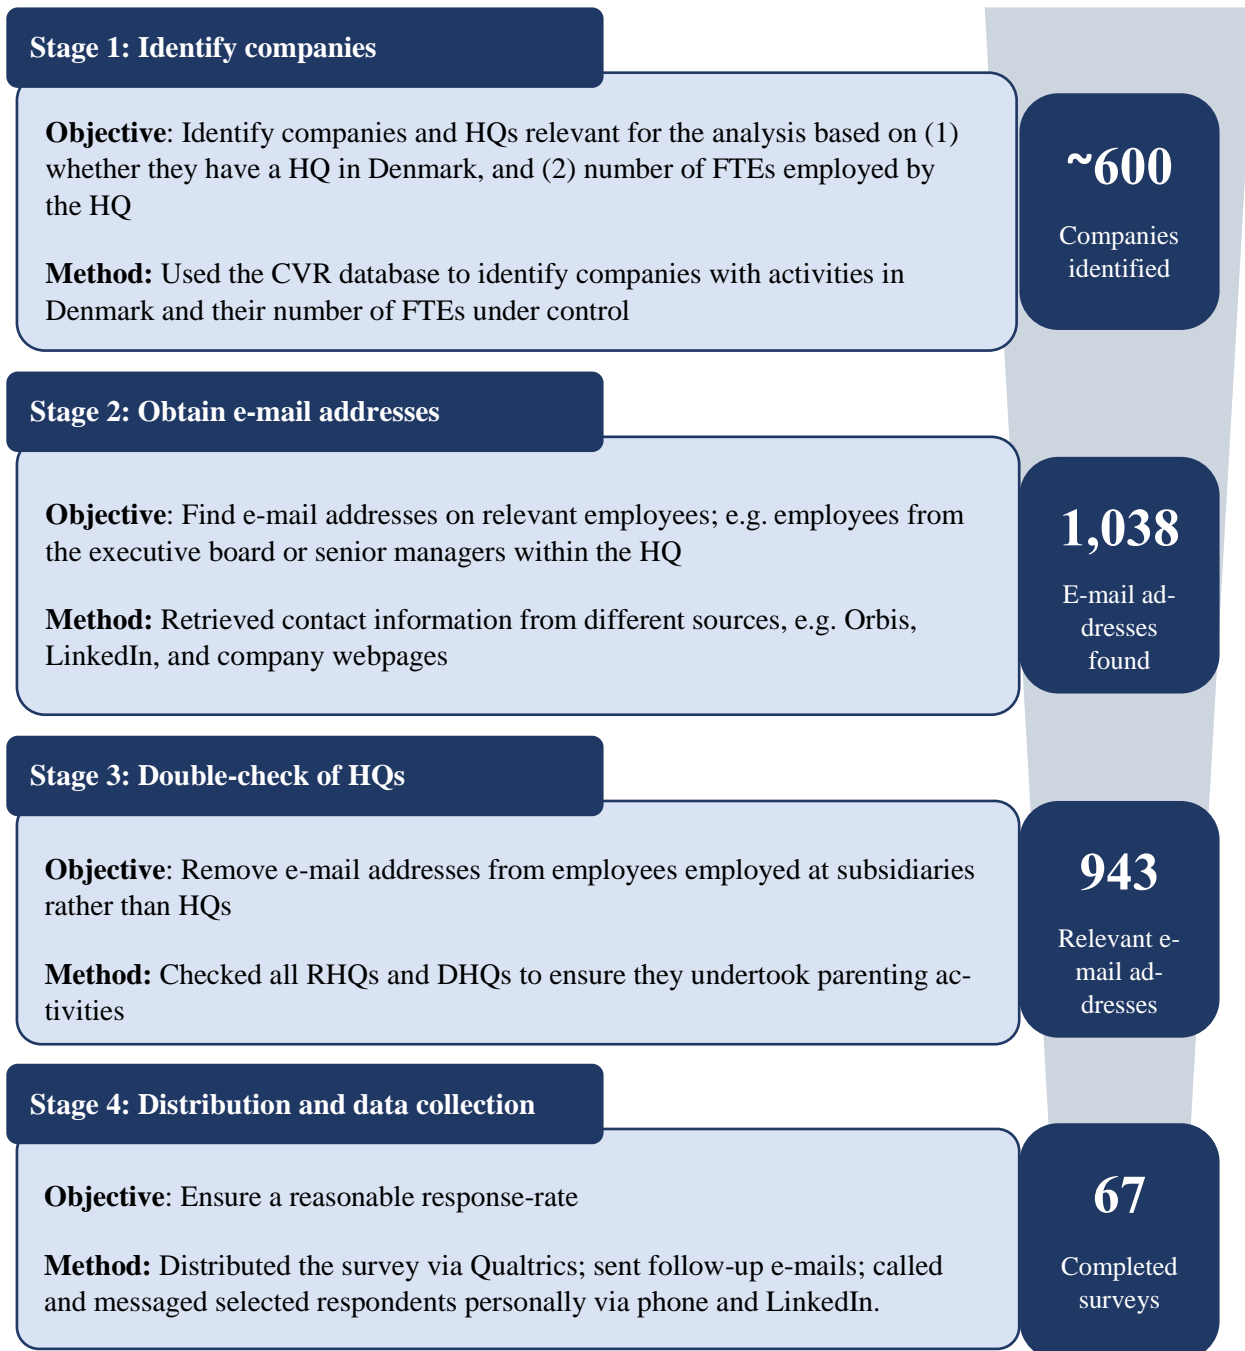 Stage 1: Identify companies
Objective: Identify companies and HQs relevant for the analysis based on (1)
whether they have a HQ in Denmark, and (2) number of FTEs employed by
the HQ
Method: Used the CVR database to identify companies with activities in
Denmark and their number of FTEs under control
~600
Companies
identified
Stage 2: Obtain e-mail addresses
Objective: Find e-mail addresses on relevant employees; e.g. employees from
the executive board or senior managers within the HQ
Method: Retrieved contact information from different sources, e.g. Orbis,
LinkedIn, and company webpages
1,038
E-mail ad-
dresses
found
Stage 3: Double-check of HQs
Objective: Remove e-mail addresses from employees employed at subsidiaries
rather than HQs
Method: Checked all RHQs and DHQs to ensure they undertook parenting ac-
tivities
943
Relevant e-
mail ad-
dresses
Stage 4: Distribution and data collection
Objective: Ensure a reasonable response-rate
Method: Distributed the survey via Qualtrics; sent follow-up e-mails; called
and messaged selected respondents personally via phone and LinkedIn.
67
Completed
surveys